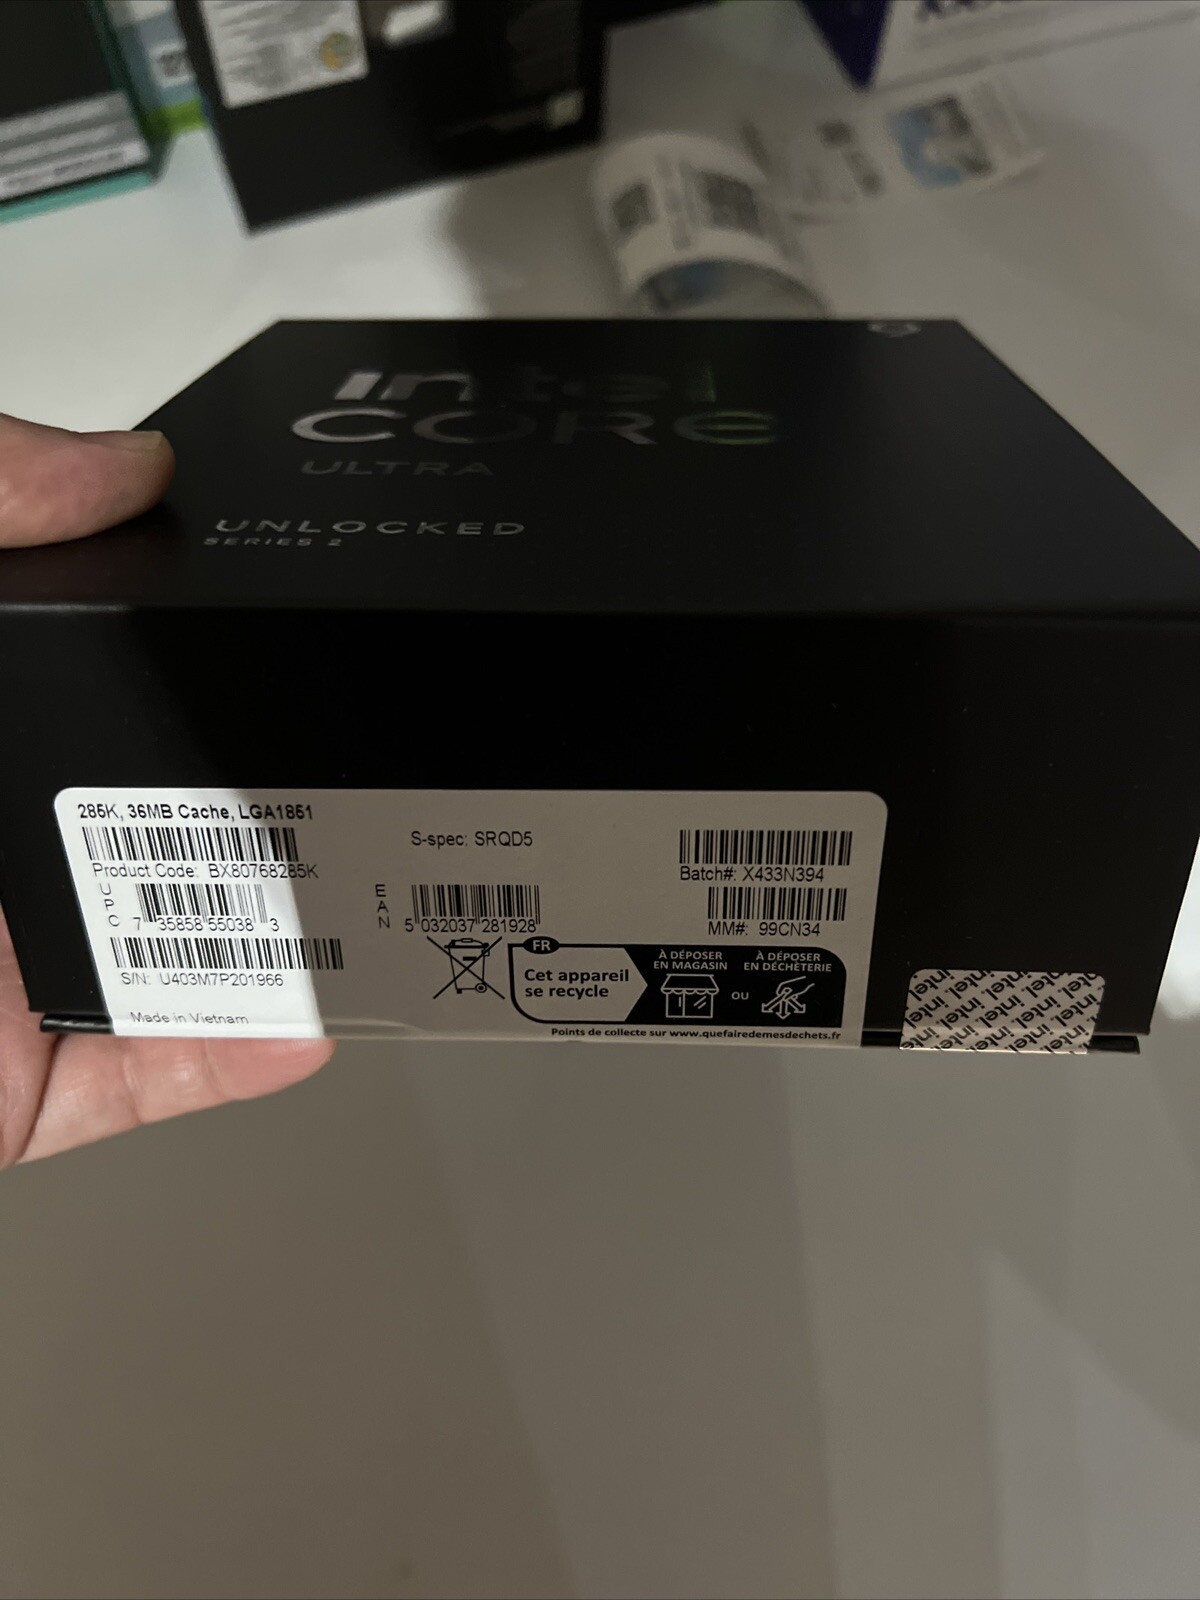 intel
CORE
ULTRA
UNLOCKED
SERIES 2
285K, 36MB Cache, LGA1851
S-spec: SRQD5
Product Code: BX80768285K
Batch#: X433N394
UPC
7 35858 55038 3
EAN
5 032037 281928
MM#: 99CN34
S/N: U403M7P201966
Made in Vietnam
FR
Cet appareil
se recycle
À DÉPOSER
EN MAGASIN
OU
À DÉPOSER
EN DÉCHÈTERIE
Points de collecte sur www.quefairedemesdechets.fr
intel. intel. intel.